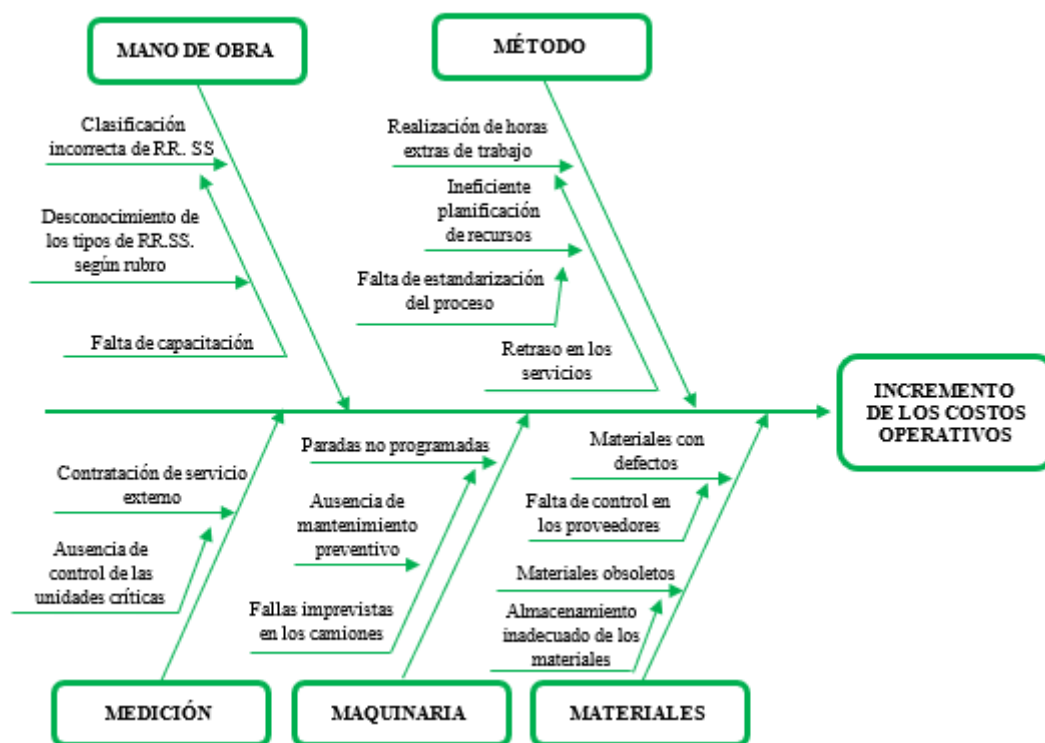 MANO DE OBRA
MÉTODO
Clasificación
incorrecta de RR. SS
Desconocimiento de
los tipos de RR.SS.
según rubro
Falta de capacitación
Realización de horas
extras de trabajo
Ineficiente
planificación
de recursos
Falta de estandarización
del proceso
Retraso en los
servicios
INCREMENTO
DE LOS COSTOS
OPERATIVOS
Contratación de servicio
externo
Ausencia de
control de las
unidades críticas
Paradas no programadas
Ausencia de
mantenimiento
preventivo
Fallas imprevistas
en los camiones
Materiales con
defectos
Falta de control en
los proveedores
Materiales obsoletos
Almacenamiento
inadecuado de los
materiales
MEDICIÓN
MAQUINARIA
MATERIALES